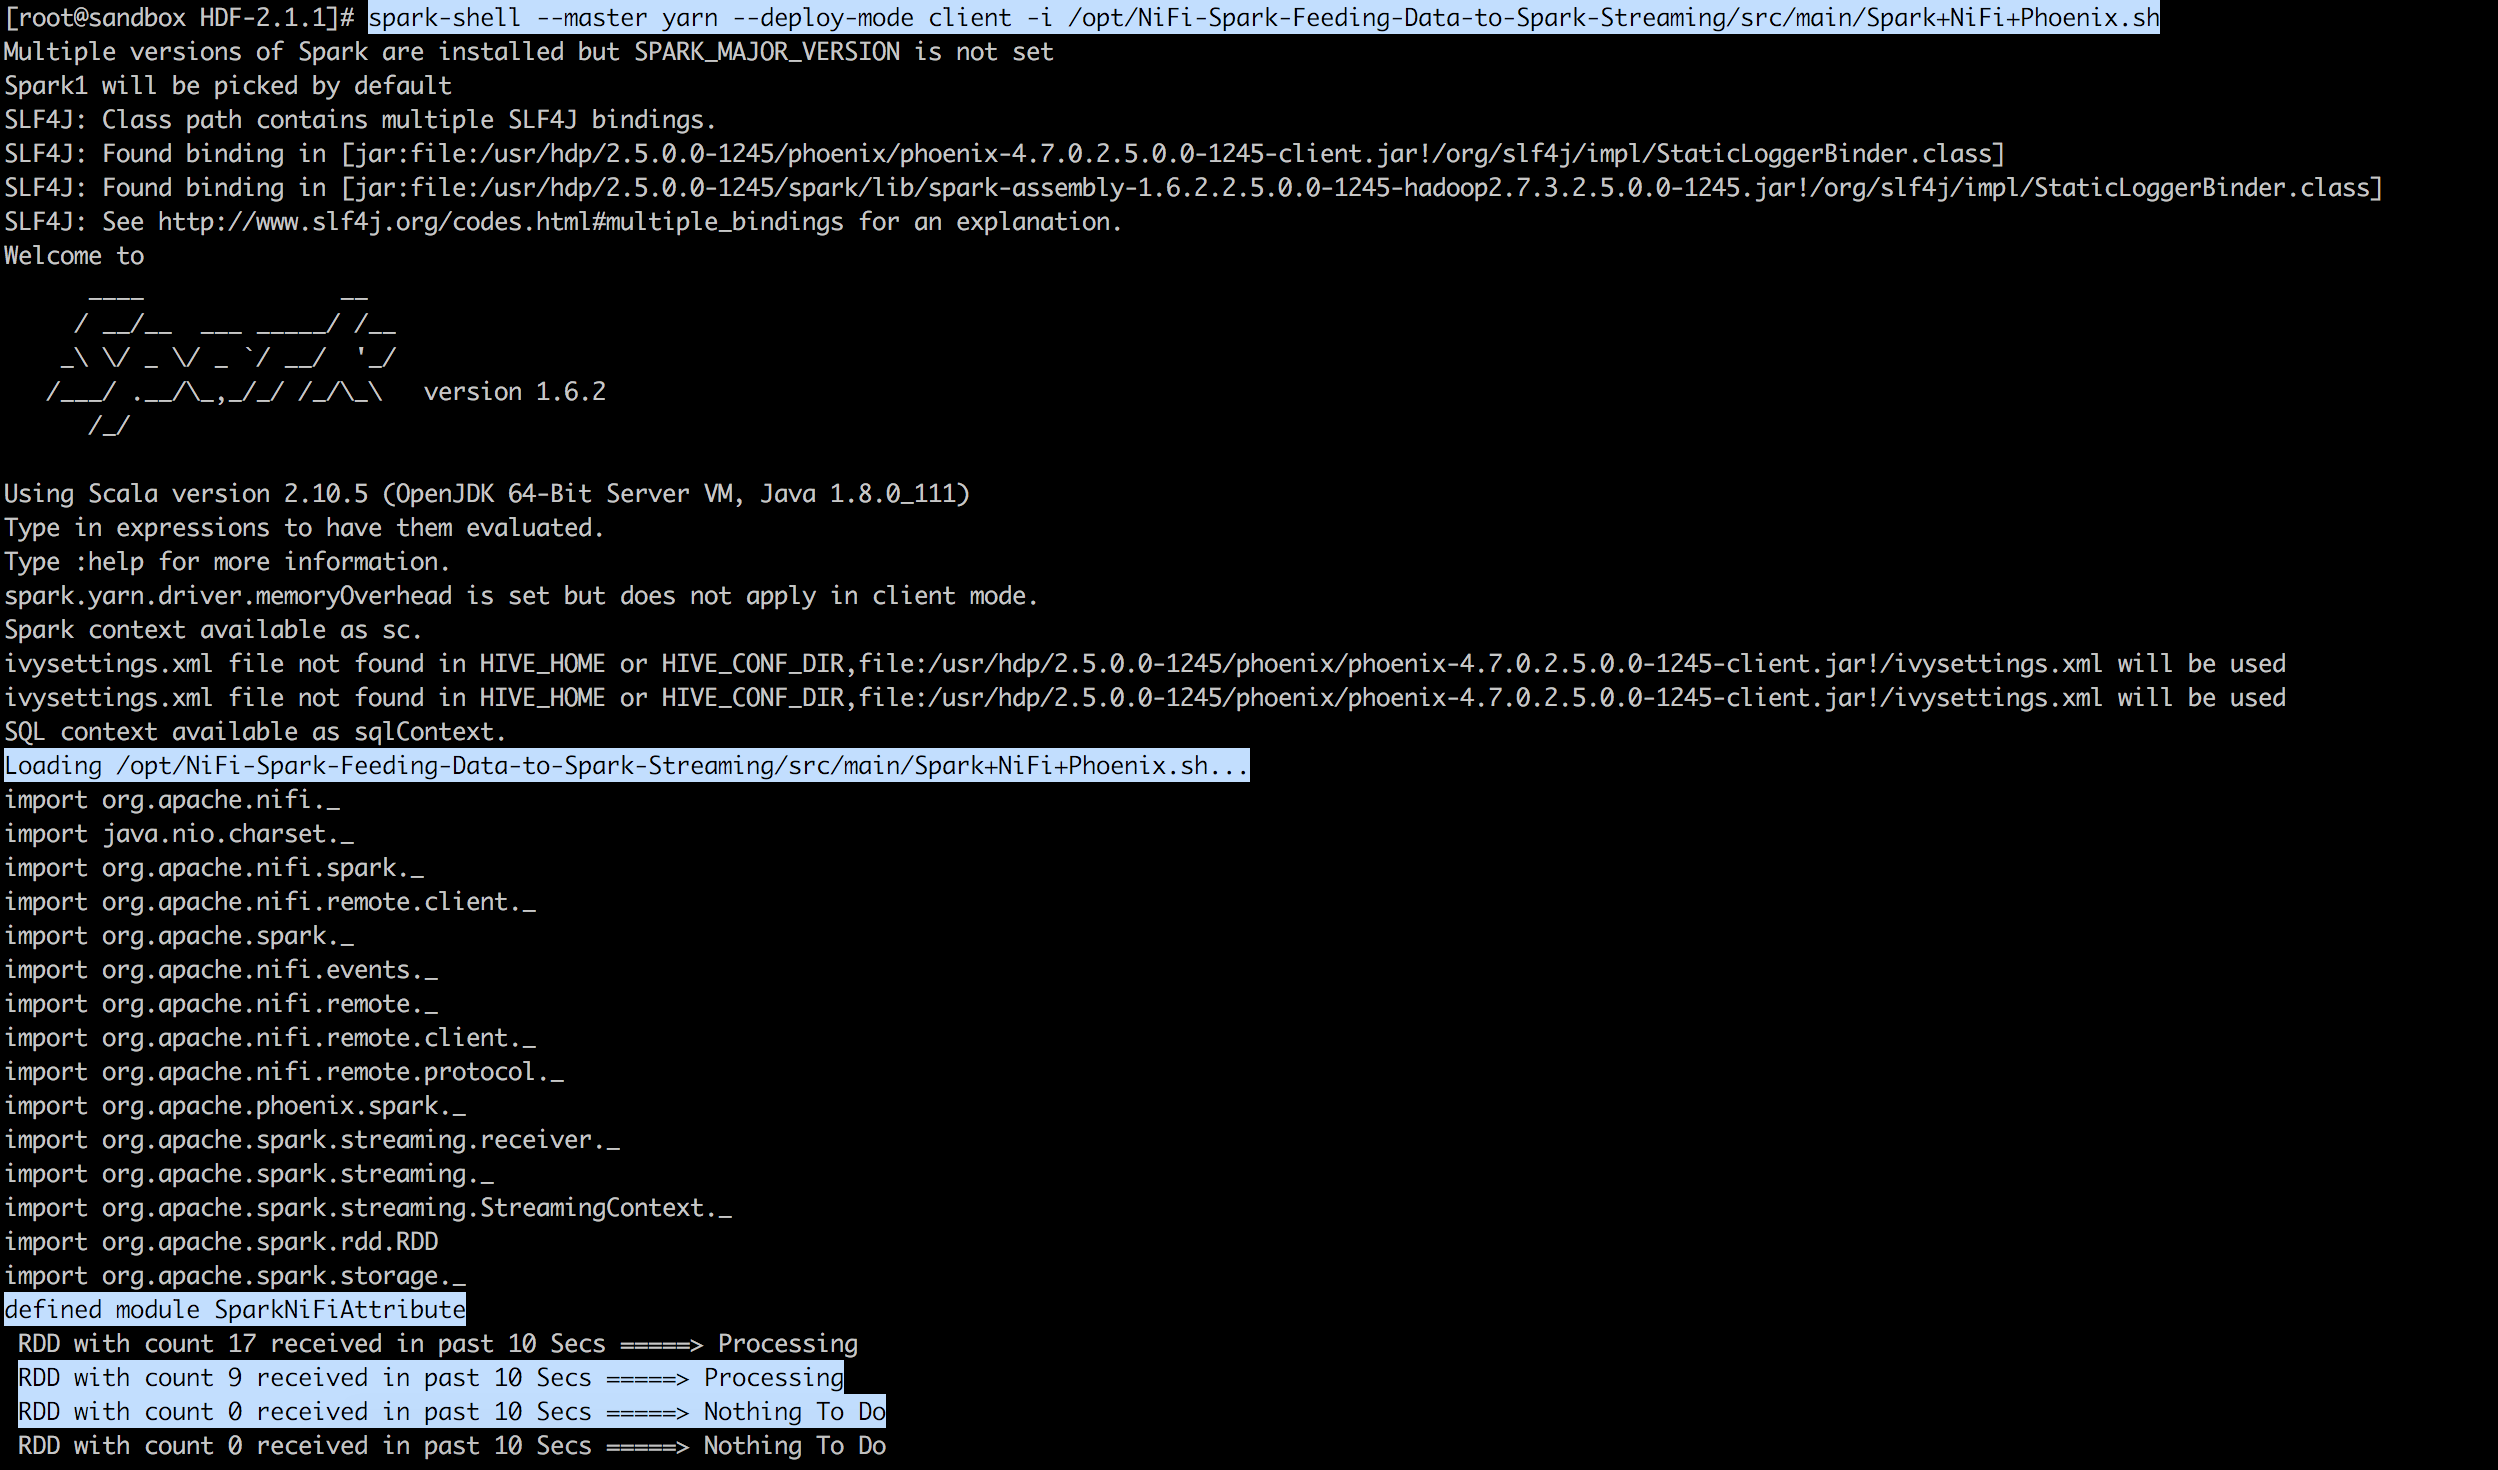 [root@sandbox HDF-2.1.1]# spark-shell --master yarn --deploy-mode client -i /opt/NiFi-Spark-Feeding-Data-to-Spark-Streaming/src/main/Spark+NiFi+Phoenix.sh
Multiple versions of Spark are installed but SPARK_MAJOR_VERSION is not set
Spark1 will be picked by default
SLF4J: Class path contains multiple SLF4J bindings.
SLF4J: Found binding in [jar:file:/usr/hdp/2.5.0.0-1245/phoenix/phoenix-4.7.0.2.5.0.0-1245-client.jar!/org/slf4j/impl/StaticLoggerBinder.class]
SLF4J: Found binding in [jar:file:/usr/hdp/2.5.0.0-1245/spark/lib/spark-assembly-1.6.2.2.5.0.0-1245-hadoop2.7.3.2.5.0.0-1245.jar!/org/slf4j/impl/StaticLoggerBinder.class]
SLF4J: See http://www.slf4j.org/codes.html#multiple_bindings for an explanation.
Welcome to
      ____              __
     / __/__  ___ _____/ /__
    _\ \/ _ \/ _ `/ __/  '_/
   /___/ .__/\_,_/_/ /_/\_\   version 1.6.2
      /_/
Using Scala version 2.10.5 (OpenJDK 64-Bit Server VM, Java 1.8.0_111)
Type in expressions to have them evaluated.
Type :help for more information.
spark.yarn.driver.memoryOverhead is set but does not apply in client mode.
Spark context available as sc.
ivysettings.xml file not found in HIVE_HOME or HIVE_CONF_DIR,file:/usr/hdp/2.5.0.0-1245/phoenix/phoenix-4.7.0.2.5.0.0-1245-client.jar!/ivysettings.xml will be used
ivysettings.xml file not found in HIVE_HOME or HIVE_CONF_DIR,file:/usr/hdp/2.5.0.0-1245/phoenix/phoenix-4.7.0.2.5.0.0-1245-client.jar!/ivysettings.xml will be used
SQL context available as sqlContext.
Loading /opt/NiFi-Spark-Feeding-Data-to-Spark-Streaming/src/main/Spark+NiFi+Phoenix.sh...
import org.apache.nifi._
import java.nio.charset._
import org.apache.nifi.spark._
import org.apache.nifi.remote.client._
import org.apache.spark._
import org.apache.nifi.events._
import org.apache.nifi.remote._
import org.apache.nifi.remote.client._
import org.apache.nifi.remote.protocol._
import org.apache.phoenix.spark._
import org.apache.spark.streaming.receiver._
import org.apache.spark.streaming._
import org.apache.spark.streaming.StreamingContext._
import org.apache.spark.rdd.RDD
import org.apache.spark.storage._
defined module SparkNiFiAttribute
 RDD with count 17 received in past 10 Secs =====> Processing
 RDD with count 9 received in past 10 Secs =====> Processing
 RDD with count 0 received in past 10 Secs =====> Nothing To Do
 RDD with count 0 received in past 10 Secs =====> Nothing To Do